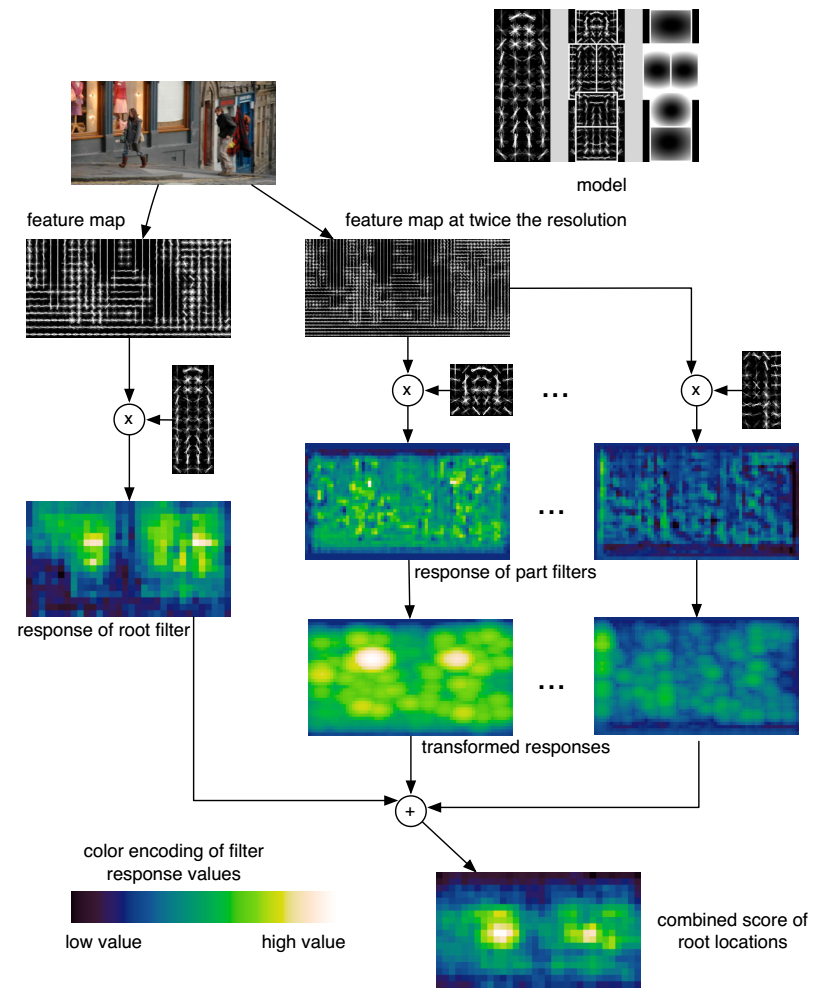 model
feature map
feature map at twice the resolution
x
x
x
...
...
response of part filters
response of root filter
...
transformed responses
+
color encoding of filter
response values
low value
high value
combined score of
root locations